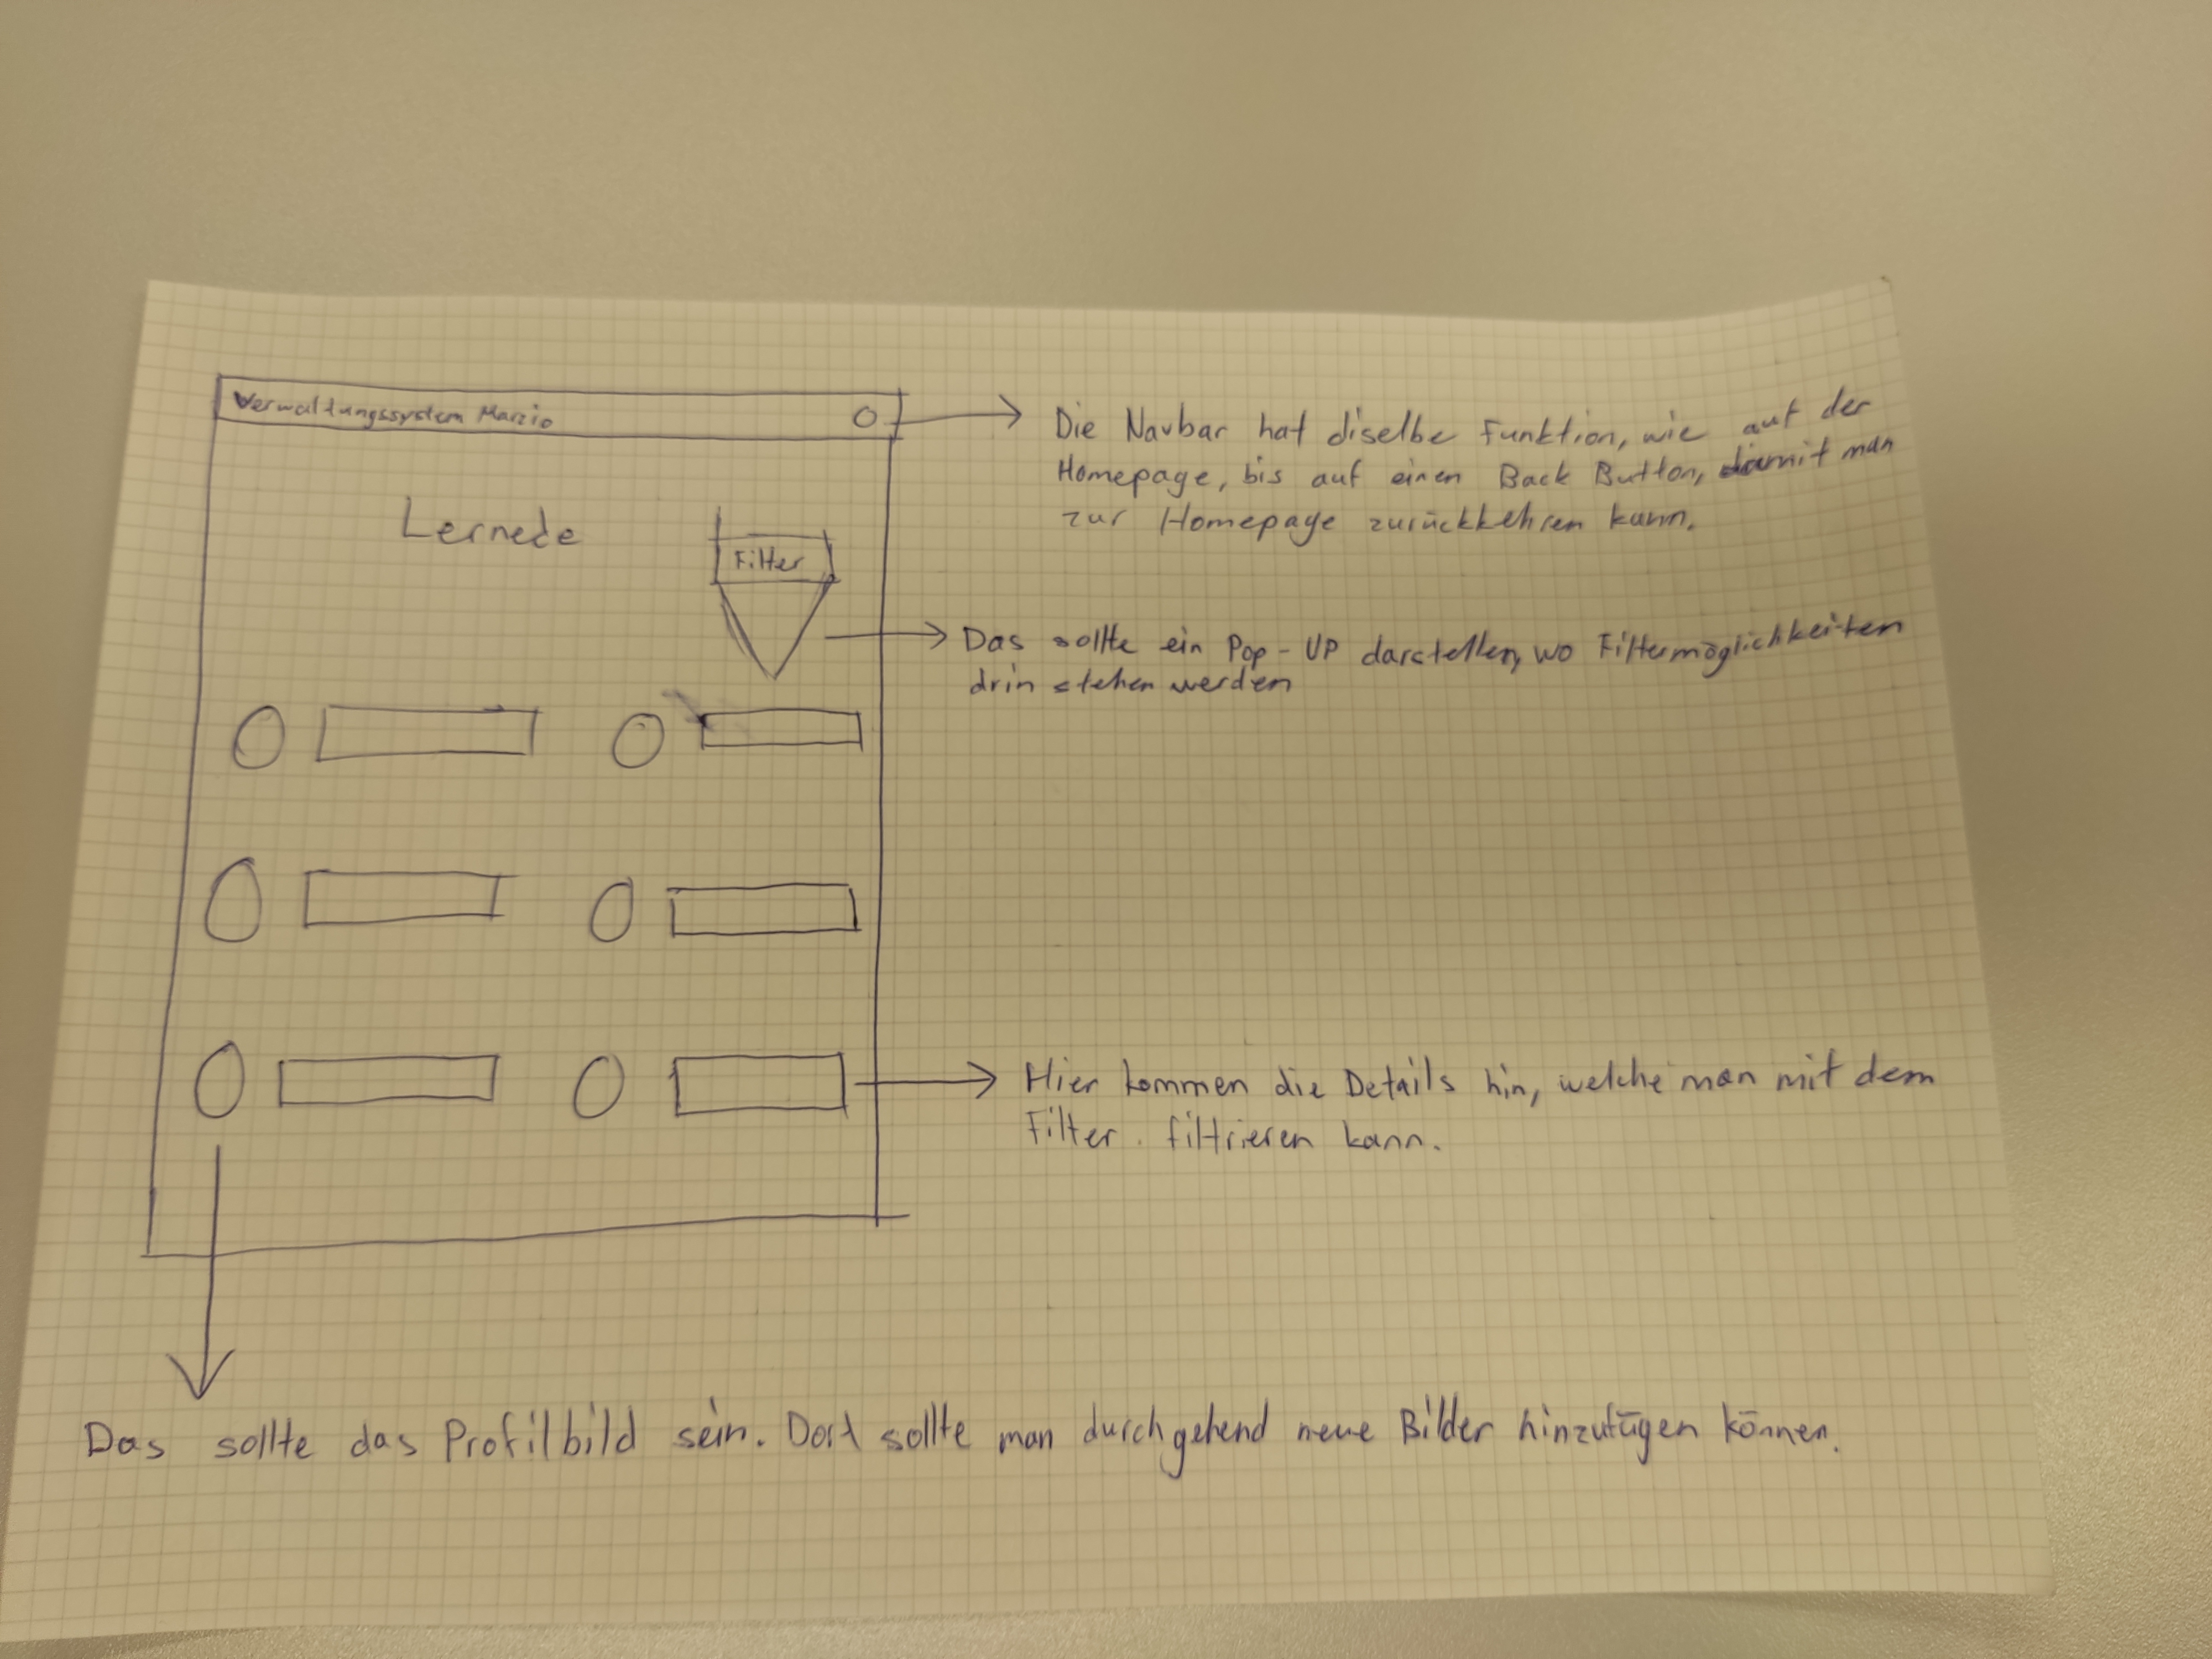 Verwaltungssystem Marzio
Die Navbar hat diselbe Funktion, wie auf der
Homepage, bis auf einen Back Button, damit man
zur Homepage zurückkehren kann.
Lernede
Filter
Das sollte ein Pop-UP darstellen, wo Filtermöglichkeiten
drin stehen werden
Hier kommen die Details hin, welche man mit dem
Filter filtrieren kann.
Das sollte das Profilbild sein. Dort sollte man durchgehend neue Bilder hinzufügen können.